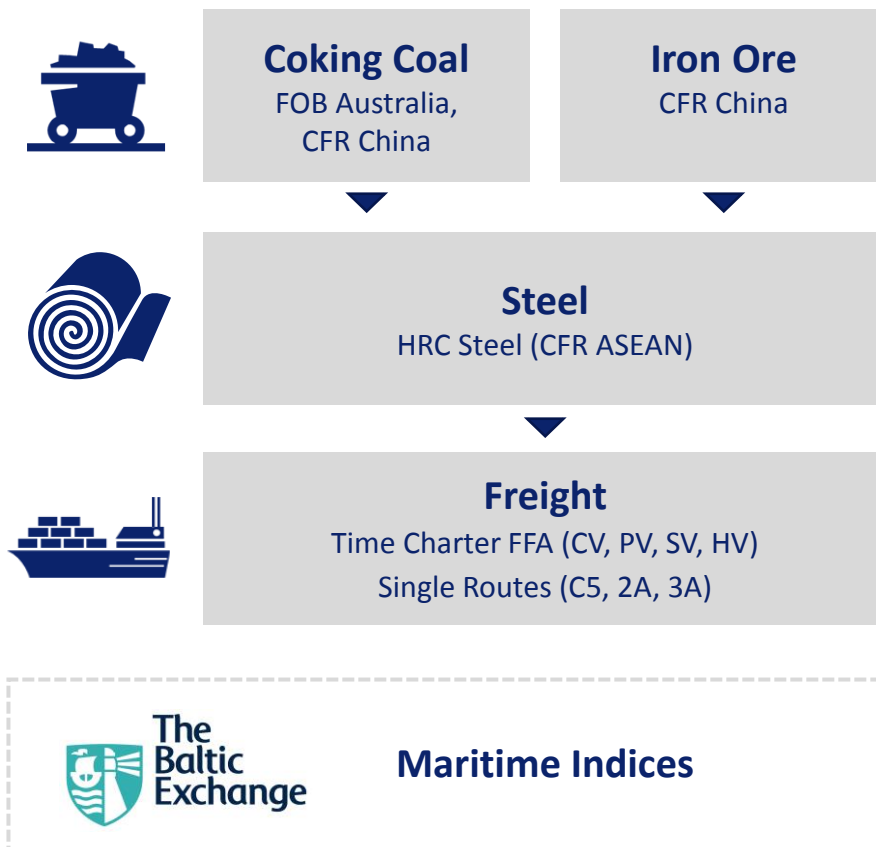 Coking Coal
FOB Australia,
CFR China
Iron Ore
CFR China
Steel
HRC Steel (CFR ASEAN)
Freight
Time Charter FFA (CV, PV, SV, HV)
Single Routes (C5, 2A, 3A)
The
Baltic
Exchange
Maritime Indices